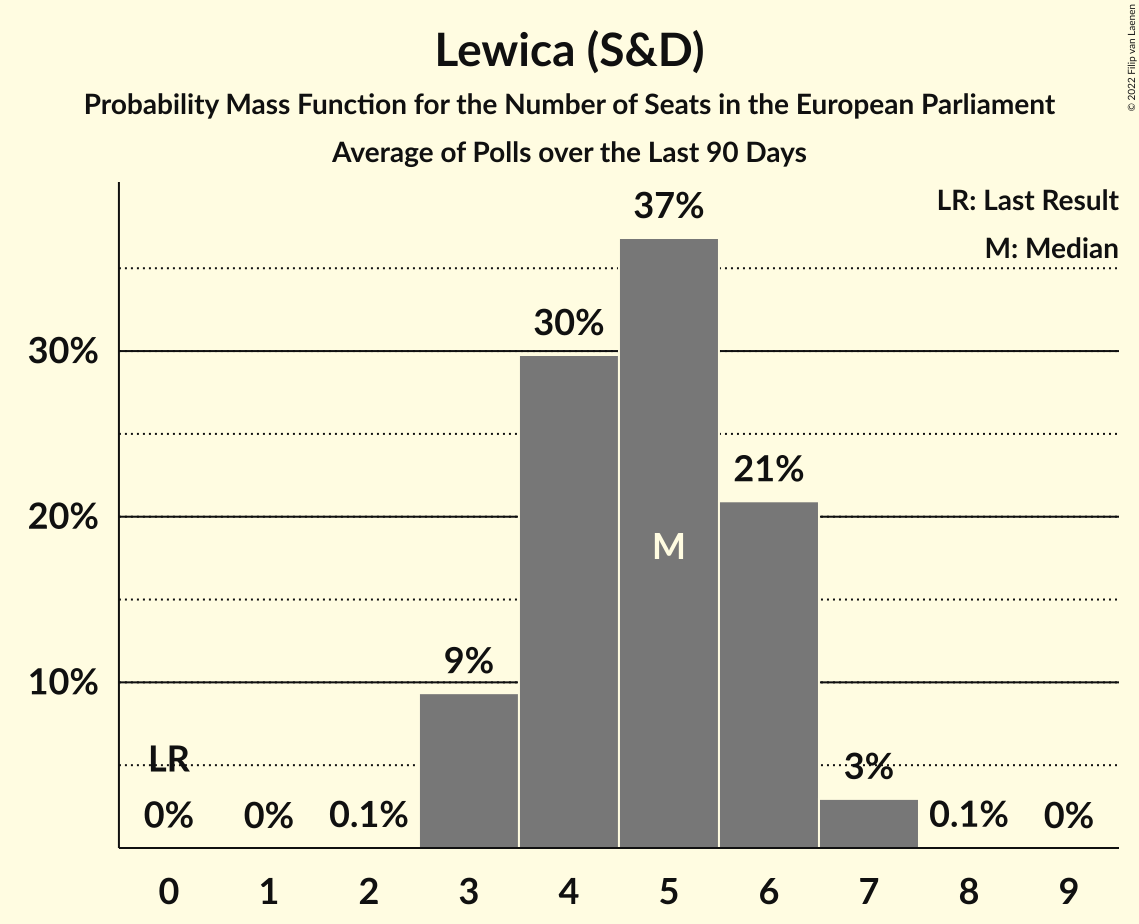 Lewica (S&D)
Probability Mass Function for the Number of Seats in the European Parliament
Average of Polls over the Last 90 Days
© 2022 Filip van Laenen
LR: Last Result
M: Median
37%
30%
30%
21%
20%
M
9%
10%
LR
3%
0%
0%
0.1%
0.1%
0%
0 1 2 3 4 5 6 7 8 9